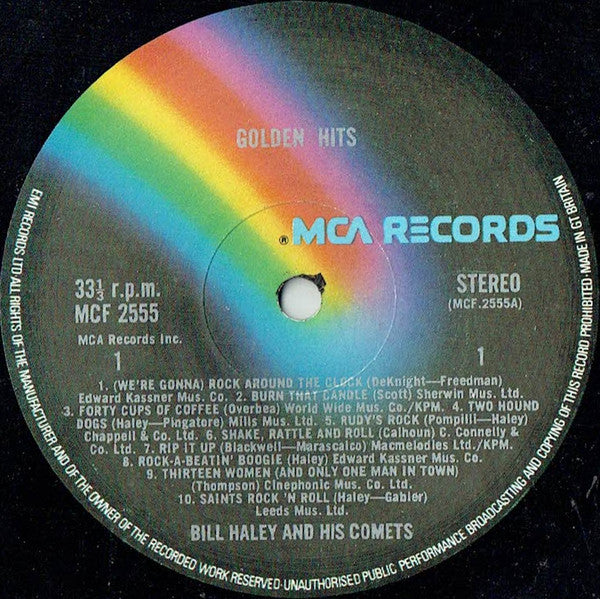 GOLDEN HITS
® MCA RECORDS
33⅓ r.p.m.
MCF 2555
STEREO
(MCF.2555A)
MCA Records Inc.
1
1
1. (WE'RE GONNA) ROCK AROUND THE CLOCK (DeKnight—Freedman)
Edward Kassner Mus. Co. 2. BURN THAT CANDLE (Scott) Sherwin Mus. Ltd.
3. FORTY CUPS OF COFFEE (Overbea) World Wide Mus. Co./KPM. 4. TWO HOUND
DOGS (Haley—Pingatore) Mills Mus. Ltd. 5. RUDY'S ROCK (Pompilli—Haley)
Chappell & Co. Ltd. 6. SHAKE, RATTLE AND ROLL (Calhoun) C. Connelly &
Co. Ltd. 7. RIP IT UP (Blackwell—Marascalco) Macmelodies Ltd./KPM.
8. ROCK-A-BEATIN' BOOGIE (Haley) Edward Kassner Mus. Co.
9. THIRTEEN WOMEN (AND ONLY ONE MAN IN TOWN)
(Thompson) Cinephonic Mus. Co. Ltd.
10. SAINTS ROCK 'N ROLL (Haley—Gabler)
Leeds Mus. Ltd.
BILL HALEY AND HIS COMETS
EMI RECORDS LTD ALL RIGHTS OF THE MANUFACTURER AND OF THE OWNER OF THE RECORDED WORK RESERVED·UNAUTHORISED PUBLIC PERFORMANCE BROADCASTING AND COPYING OF THIS RECORD PROHIBITED·MADE IN GT BRITAIN